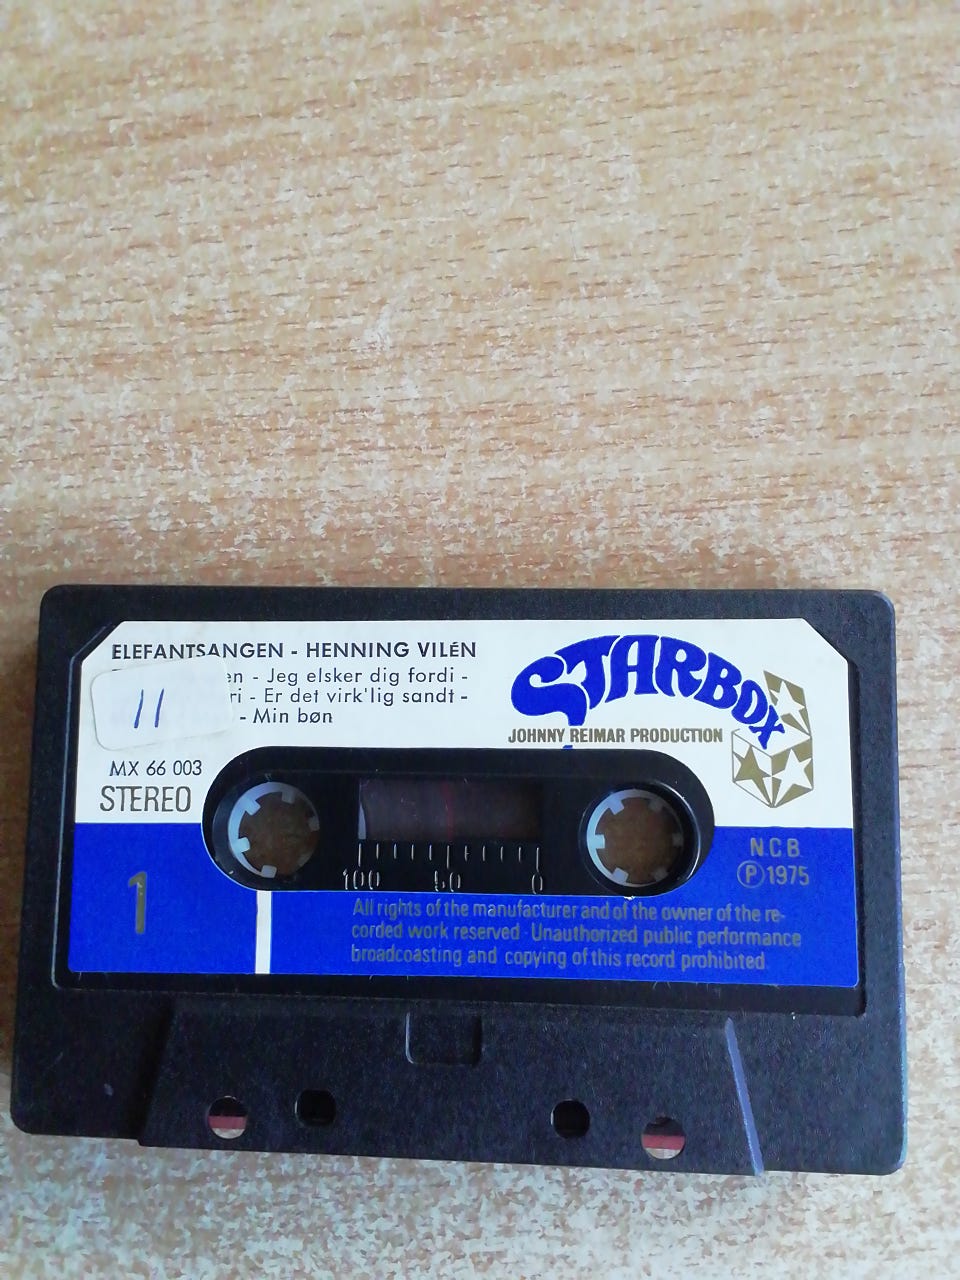 ELEFANTSANGEN - HENNING VILÉN
en - Jeg elsker dig fordi -
ri - Er det virk'lig sandt -
- Min bøn
11
MX 66 003
STEREO
STARBOX
JOHNNY REIMAR PRODUCTION
1
100 50 0
N.C.B.
Ⓟ 1975
All rights of the manufacturer and of the owner of the re-
corded work reserved · Unauthorized public performance
broadcasting and copying of this record prohibited.